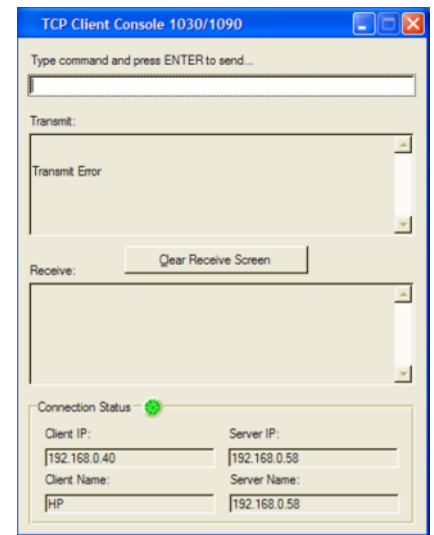 TCP Client Console 1030/1090
Type command and press ENTER to send...
Transmit:
Transmit Error
Clear Receive Screen
Receive:
Connection Status
Client IP: Server IP:
192.168.0.40 192.168.0.58
Client Name: Server Name:
HP 192.168.0.58